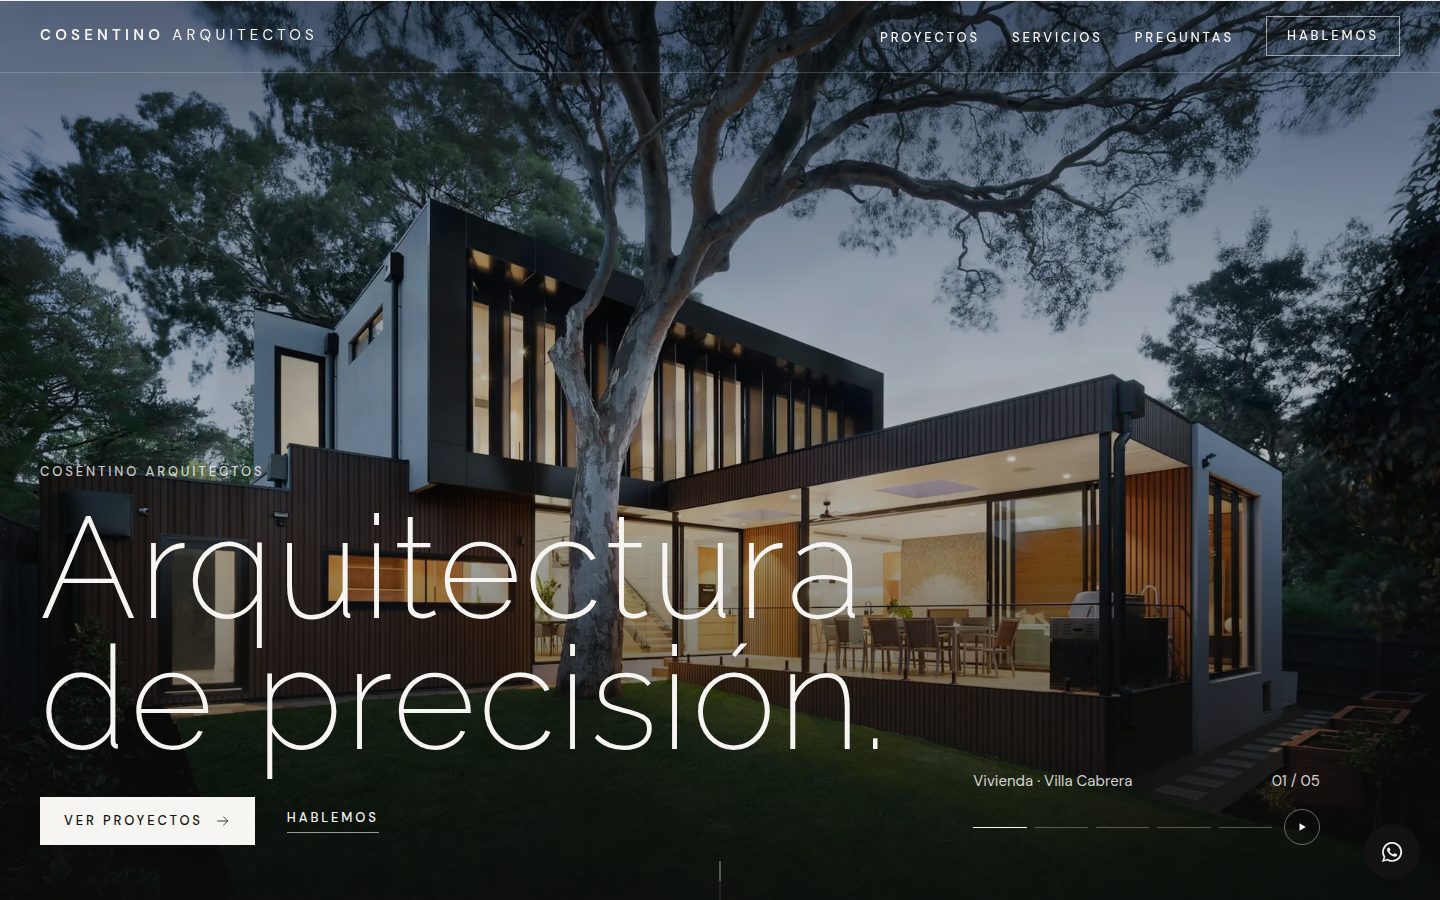 COSENTINO ARQUITECTOS
PROYECTOS
SERVICIOS
PREGUNTAS
HABLEMOS
COSENTINO ARQUITECTOS
Arquitectura
de precisión.
VER PROYECTOS →
HABLEMOS
Vivienda · Villa Cabrera
01 / 05